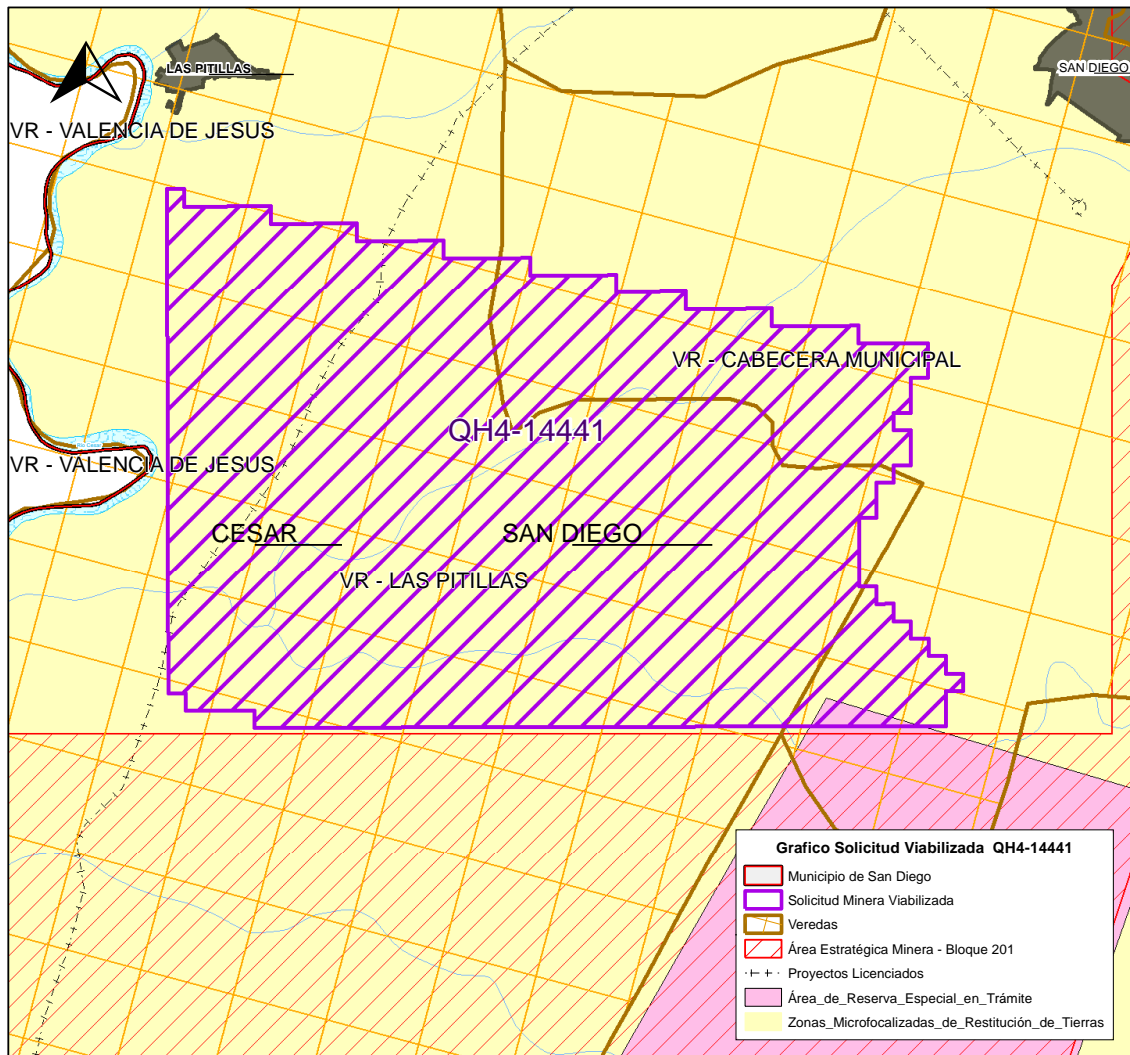 LAS PITILLAS
SAN DIEGO
VR - VALENCIA DE JESUS
VR - CABECERA MUNICIPAL
QH4-14441
Rio Cesar
VR - VALENCIA DE JESUS
CESAR
SAN DIEGO
VR - LAS PITILLAS
Grafico Solicitud Viabilizada QH4-14441
Municipio de San Diego
Solicitud Minera Viabilizada
Veredas
Área Estratégica Minera - Bloque 201
Proyectos Licenciados
Área_de_Reserva_Especial_en_Trámite
Zonas_Microfocalizadas_de_Restitución_de_Tierras